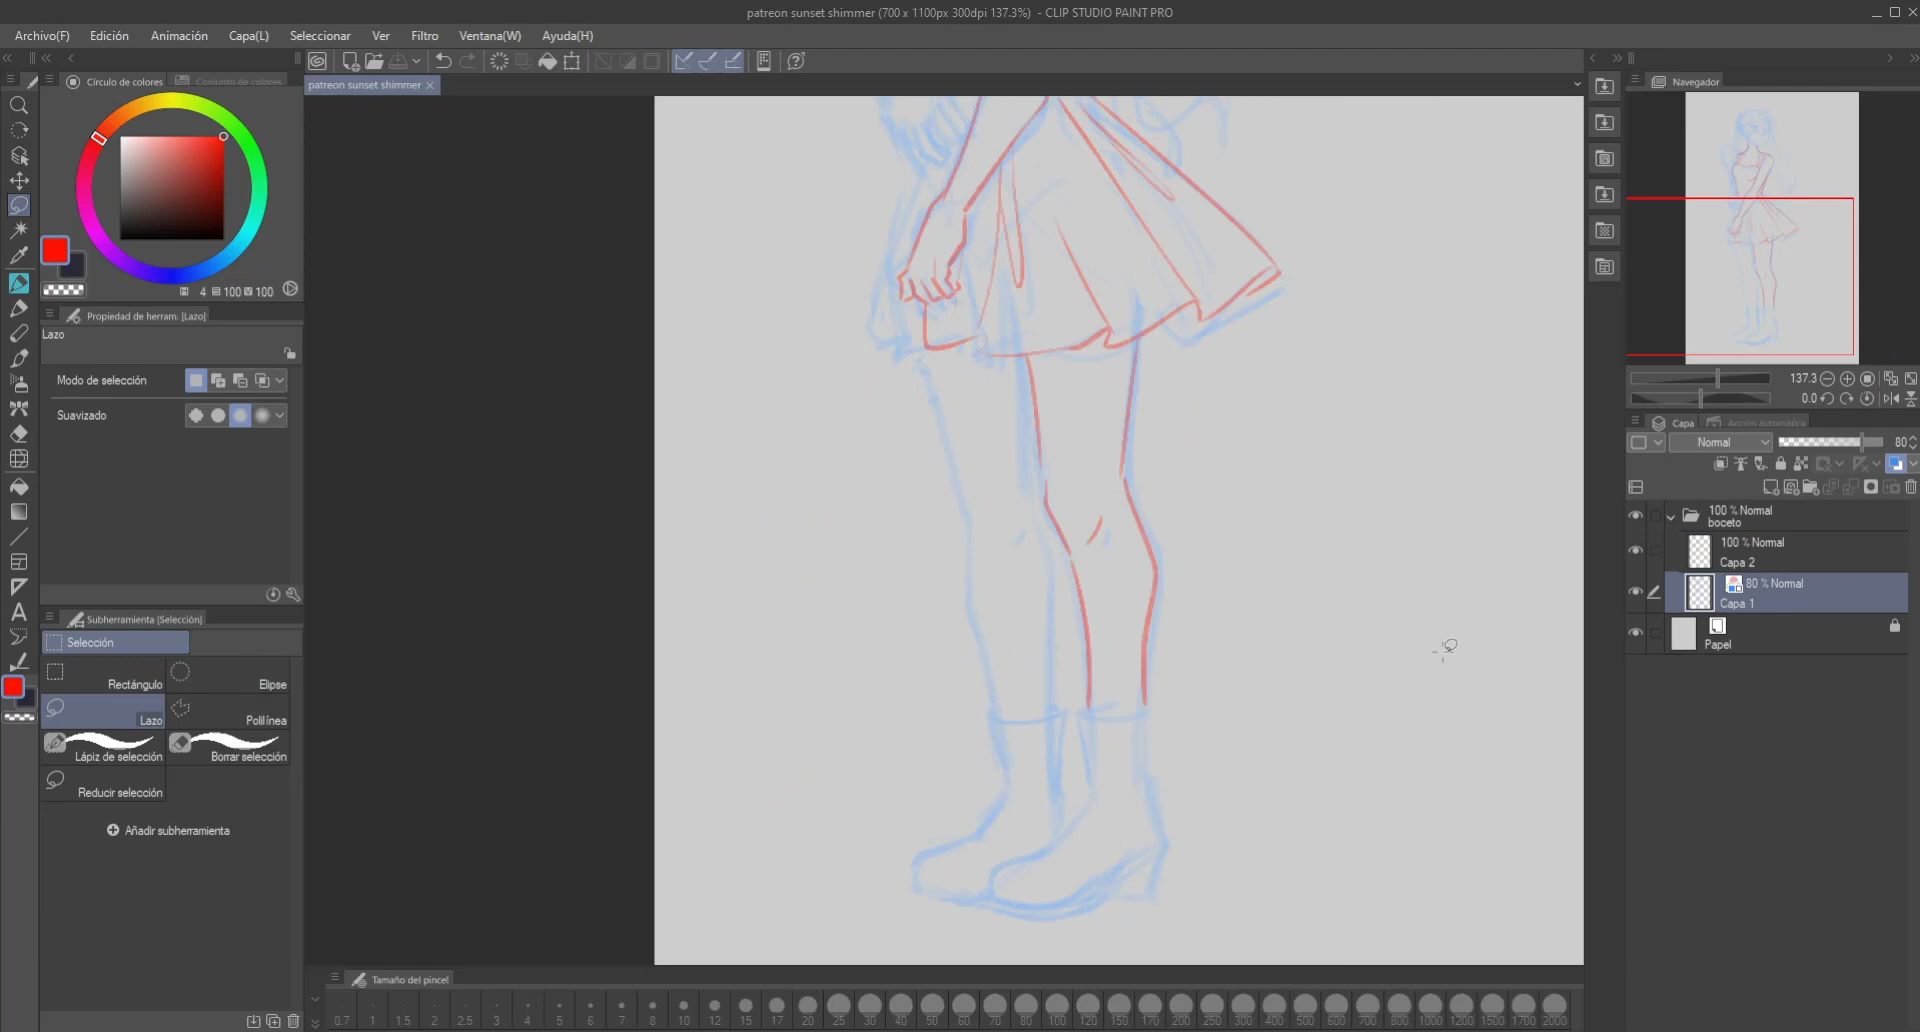 patreon sunset shimmer (700 x 1100px 300dpi 137.3%) - CLIP STUDIO PAINT PRO
Archivo(F) Edición Animación Capa(L) Seleccionar Ver Filtro Ventana(W) Ayuda(H)
Círculo de colores Conjunto de colores
patreon sunset shimmer
Navegador
4 100 100
Propiedad de herram. [Lazo]
Lazo
Modo de selección
Suavizado
137.3
0.0
Capa Acción automática
Normal 80
100 % Normal
boceto
100 % Normal
Capa 2
80 % Normal
Capa 1
Papel
Subherramienta [Selección]
Selección
Rectángulo Elipse
Lazo Polilínea
Lápiz de selección Borrar selección
Reducir selección
Añadir subherramienta
Tamaño del pincel
0.7 1 1.5 2 2.5 3 4 5 6 7 8 10 12 15 17 20 25 30 40 50 60 70 80 100 120 150 170 200 250 300 400 500 600 700 800 1000 1200 1500 1700 2000